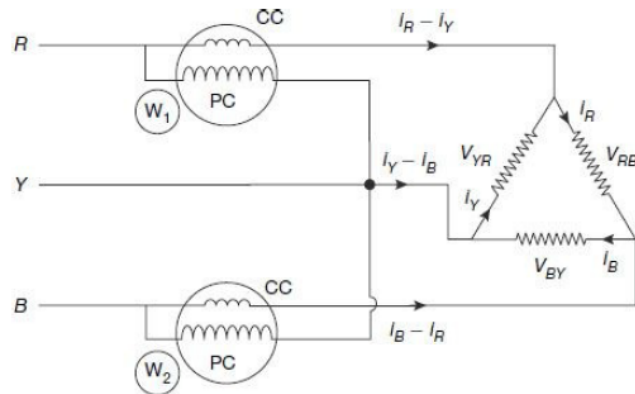 CC
i_R − i_Y
R
PC
W_1
i_R
V_YR
V_RB
i_Y − i_B
Y
i_Y
i_B
V_BY
CC
B
i_B − i_R
PC
W_2